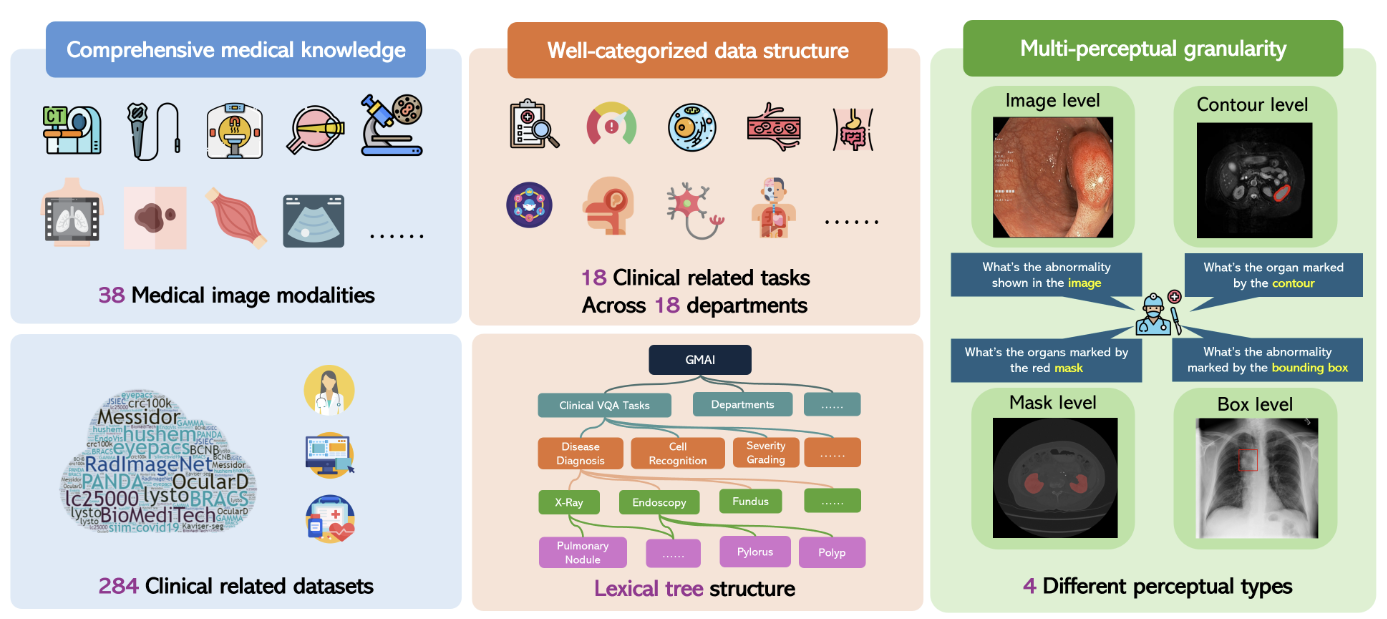 Comprehensive medical knowledge
CT
......
38 Medical image modalities
eyepacs
crc100k
Messidor
hushem
eyepacs
BCNB
RadImageNet
PANDA
OcularD
lc25000
lysto
BRACS
lysto
BioMediTech
OcularD
siim-covid19
Kaviser-seg
284 Clinical related datasets
Well-categorized data structure
......
18 Clinical related tasks
Across 18 departments
GMAI
Clinical VQA Tasks
Departments
......
Disease
Diagnosis
Cell
Recognition
Severity
Grading
......
X-Ray
Endoscopy
Fundus
......
Pulmonary
Nodule
......
Pylorus
Polyp
Lexical tree structure
Multi-perceptual granularity
Image level
Contour level
What's the abnormality
shown in the image
What's the organ marked
by the contour
What's the organs marked by
the red mask
What's the abnormality
marked by the bounding box
Mask level
Box level
4 Different perceptual types